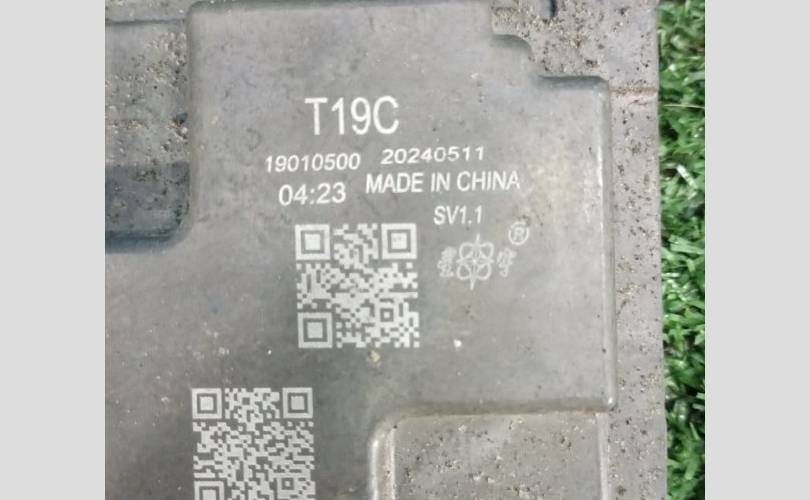 T19C
19010500 20240511
04:23 MADE IN CHINA
SV1.1
®